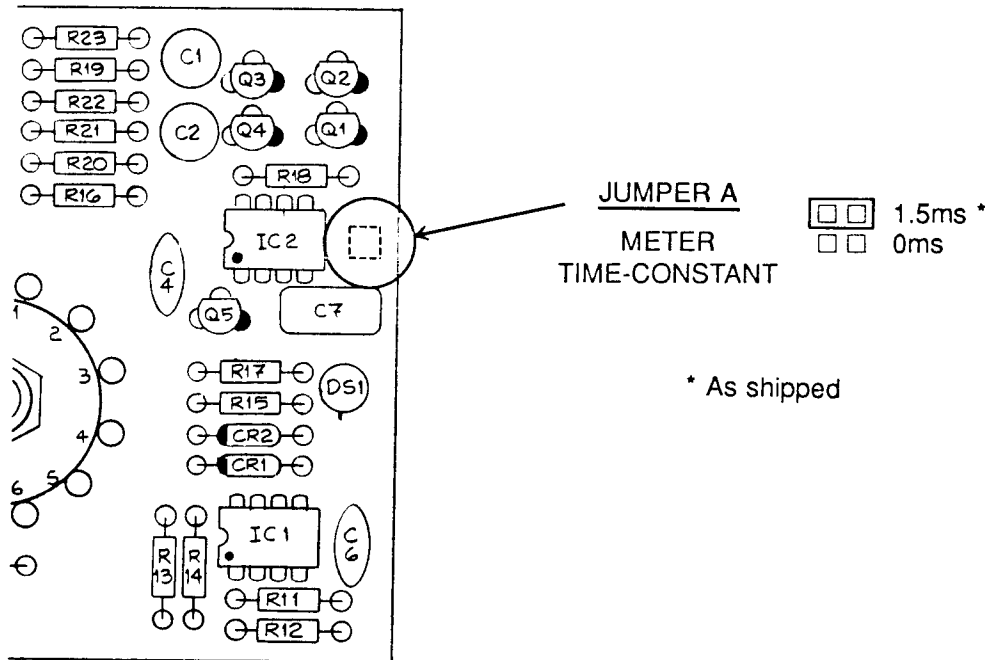 R23
R19
R22
R21
R20
R16
C1
C2
Q3
Q2
Q4
Q1
R18
IC2
C4
Q5
C7
JUMPER A
METER
TIME-CONSTANT
1.5ms *
0ms
* As shipped
1
2
3
4
5
6
R17
R15
CR2
CR1
DS1
IC1
C6
R13
R14
R11
R12